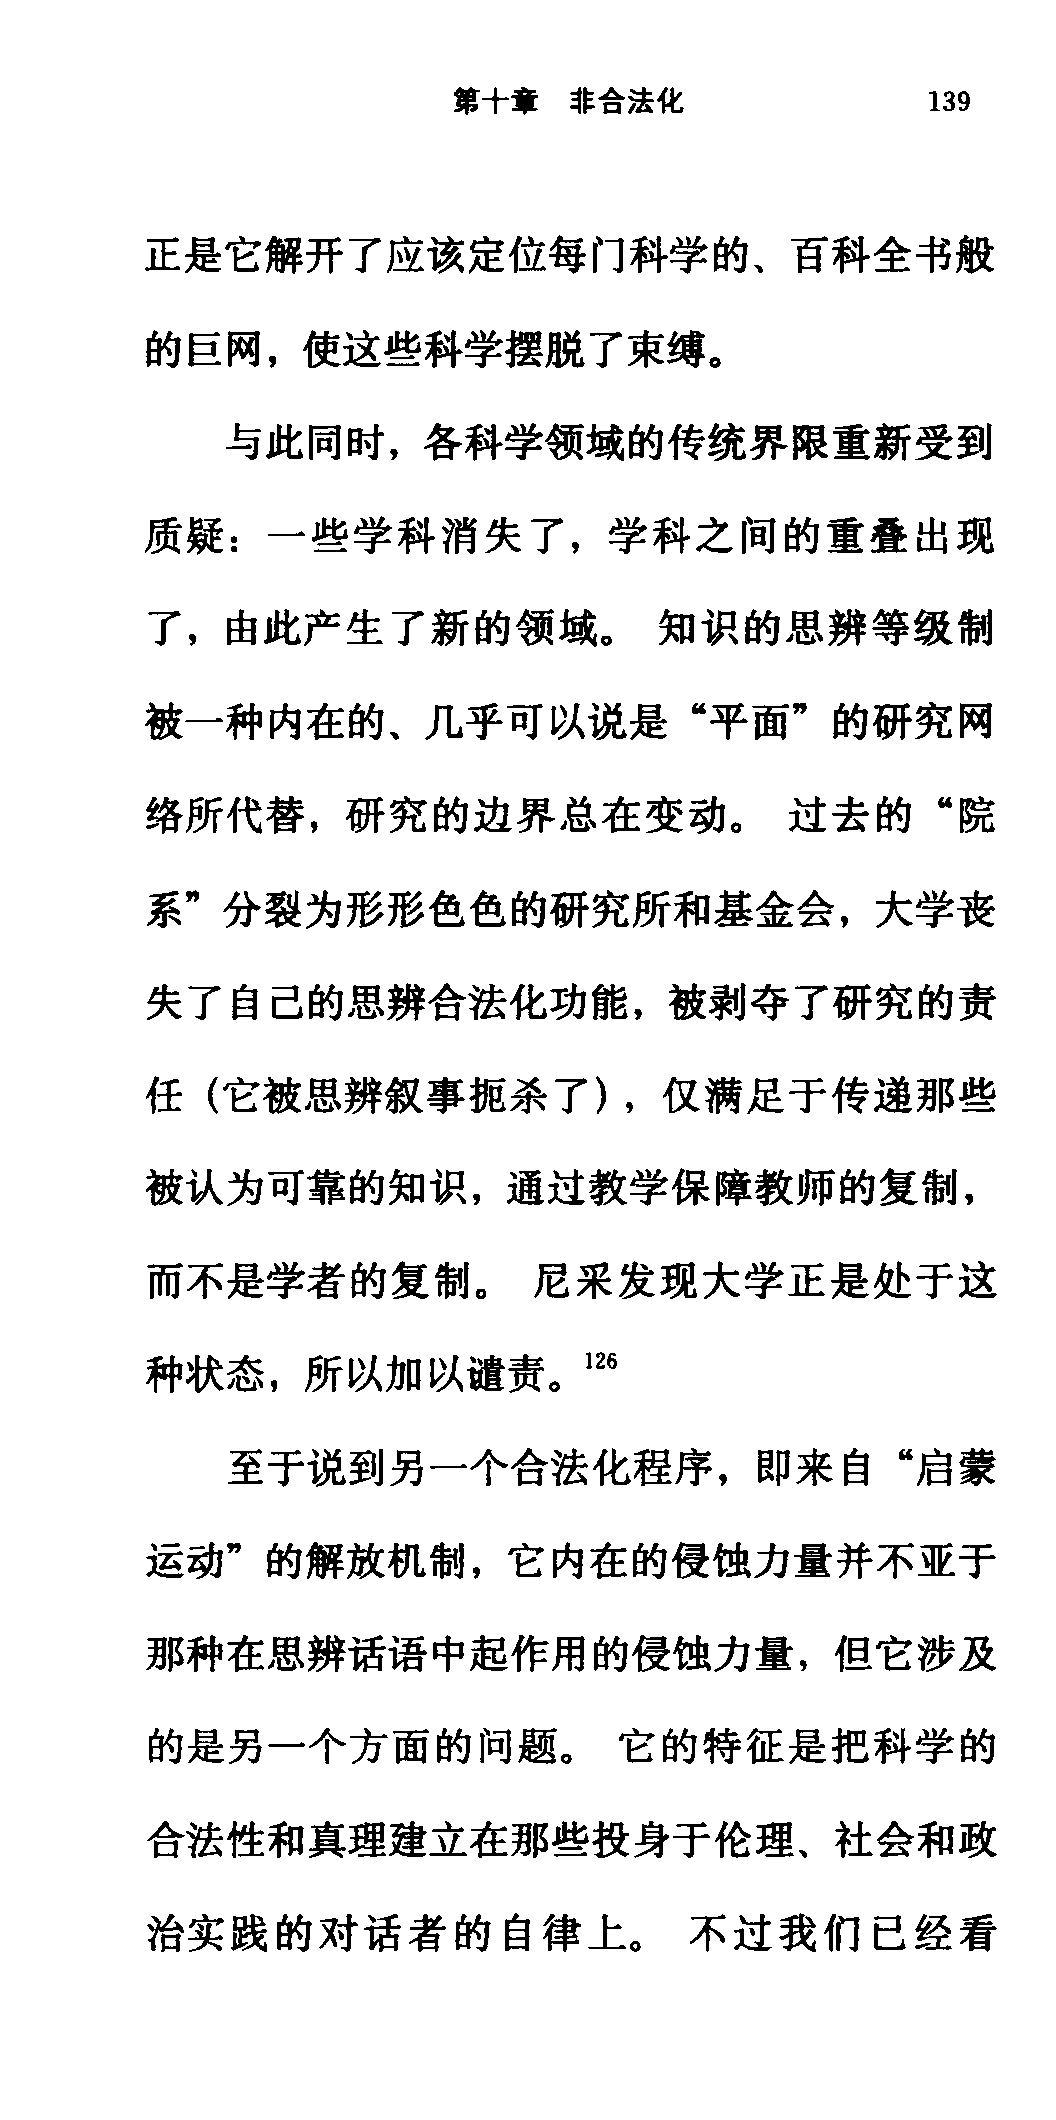 第十章 非合法化 139
正是它解开了应该定位每门科学的、百科全书般
的巨网，使这些科学摆脱了束缚。
与此同时，各科学领域的传统界限重新受到
质疑：一些学科消失了，学科之间的重叠出现
了，由此产生了新的领域。 知识的思辨等级制
被一种内在的、几乎可以说是“平面”的研究网
络所代替，研究的边界总在变动。 过去的“院
系”分裂为形形色色的研究所和基金会，大学丧
失了自己的思辨合法化功能，被剥夺了研究的责
任（它被思辨叙事扼杀了），仅满足于传递那些
被认为可靠的知识，通过教学保障教师的复制，
而不是学者的复制。 尼采发现大学正是处于这
种状态，所以加以谴责。126
至于说到另一个合法化程序，即来自“启蒙
运动”的解放机制，它内在的侵蚀力量并不亚于
那种在思辨话语中起作用的侵蚀力量，但它涉及
的是另一个方面的问题。 它的特征是把科学的
合法性和真理建立在那些投身于伦理、社会和政
治实践的对话者的自律上。 不过我们已经看